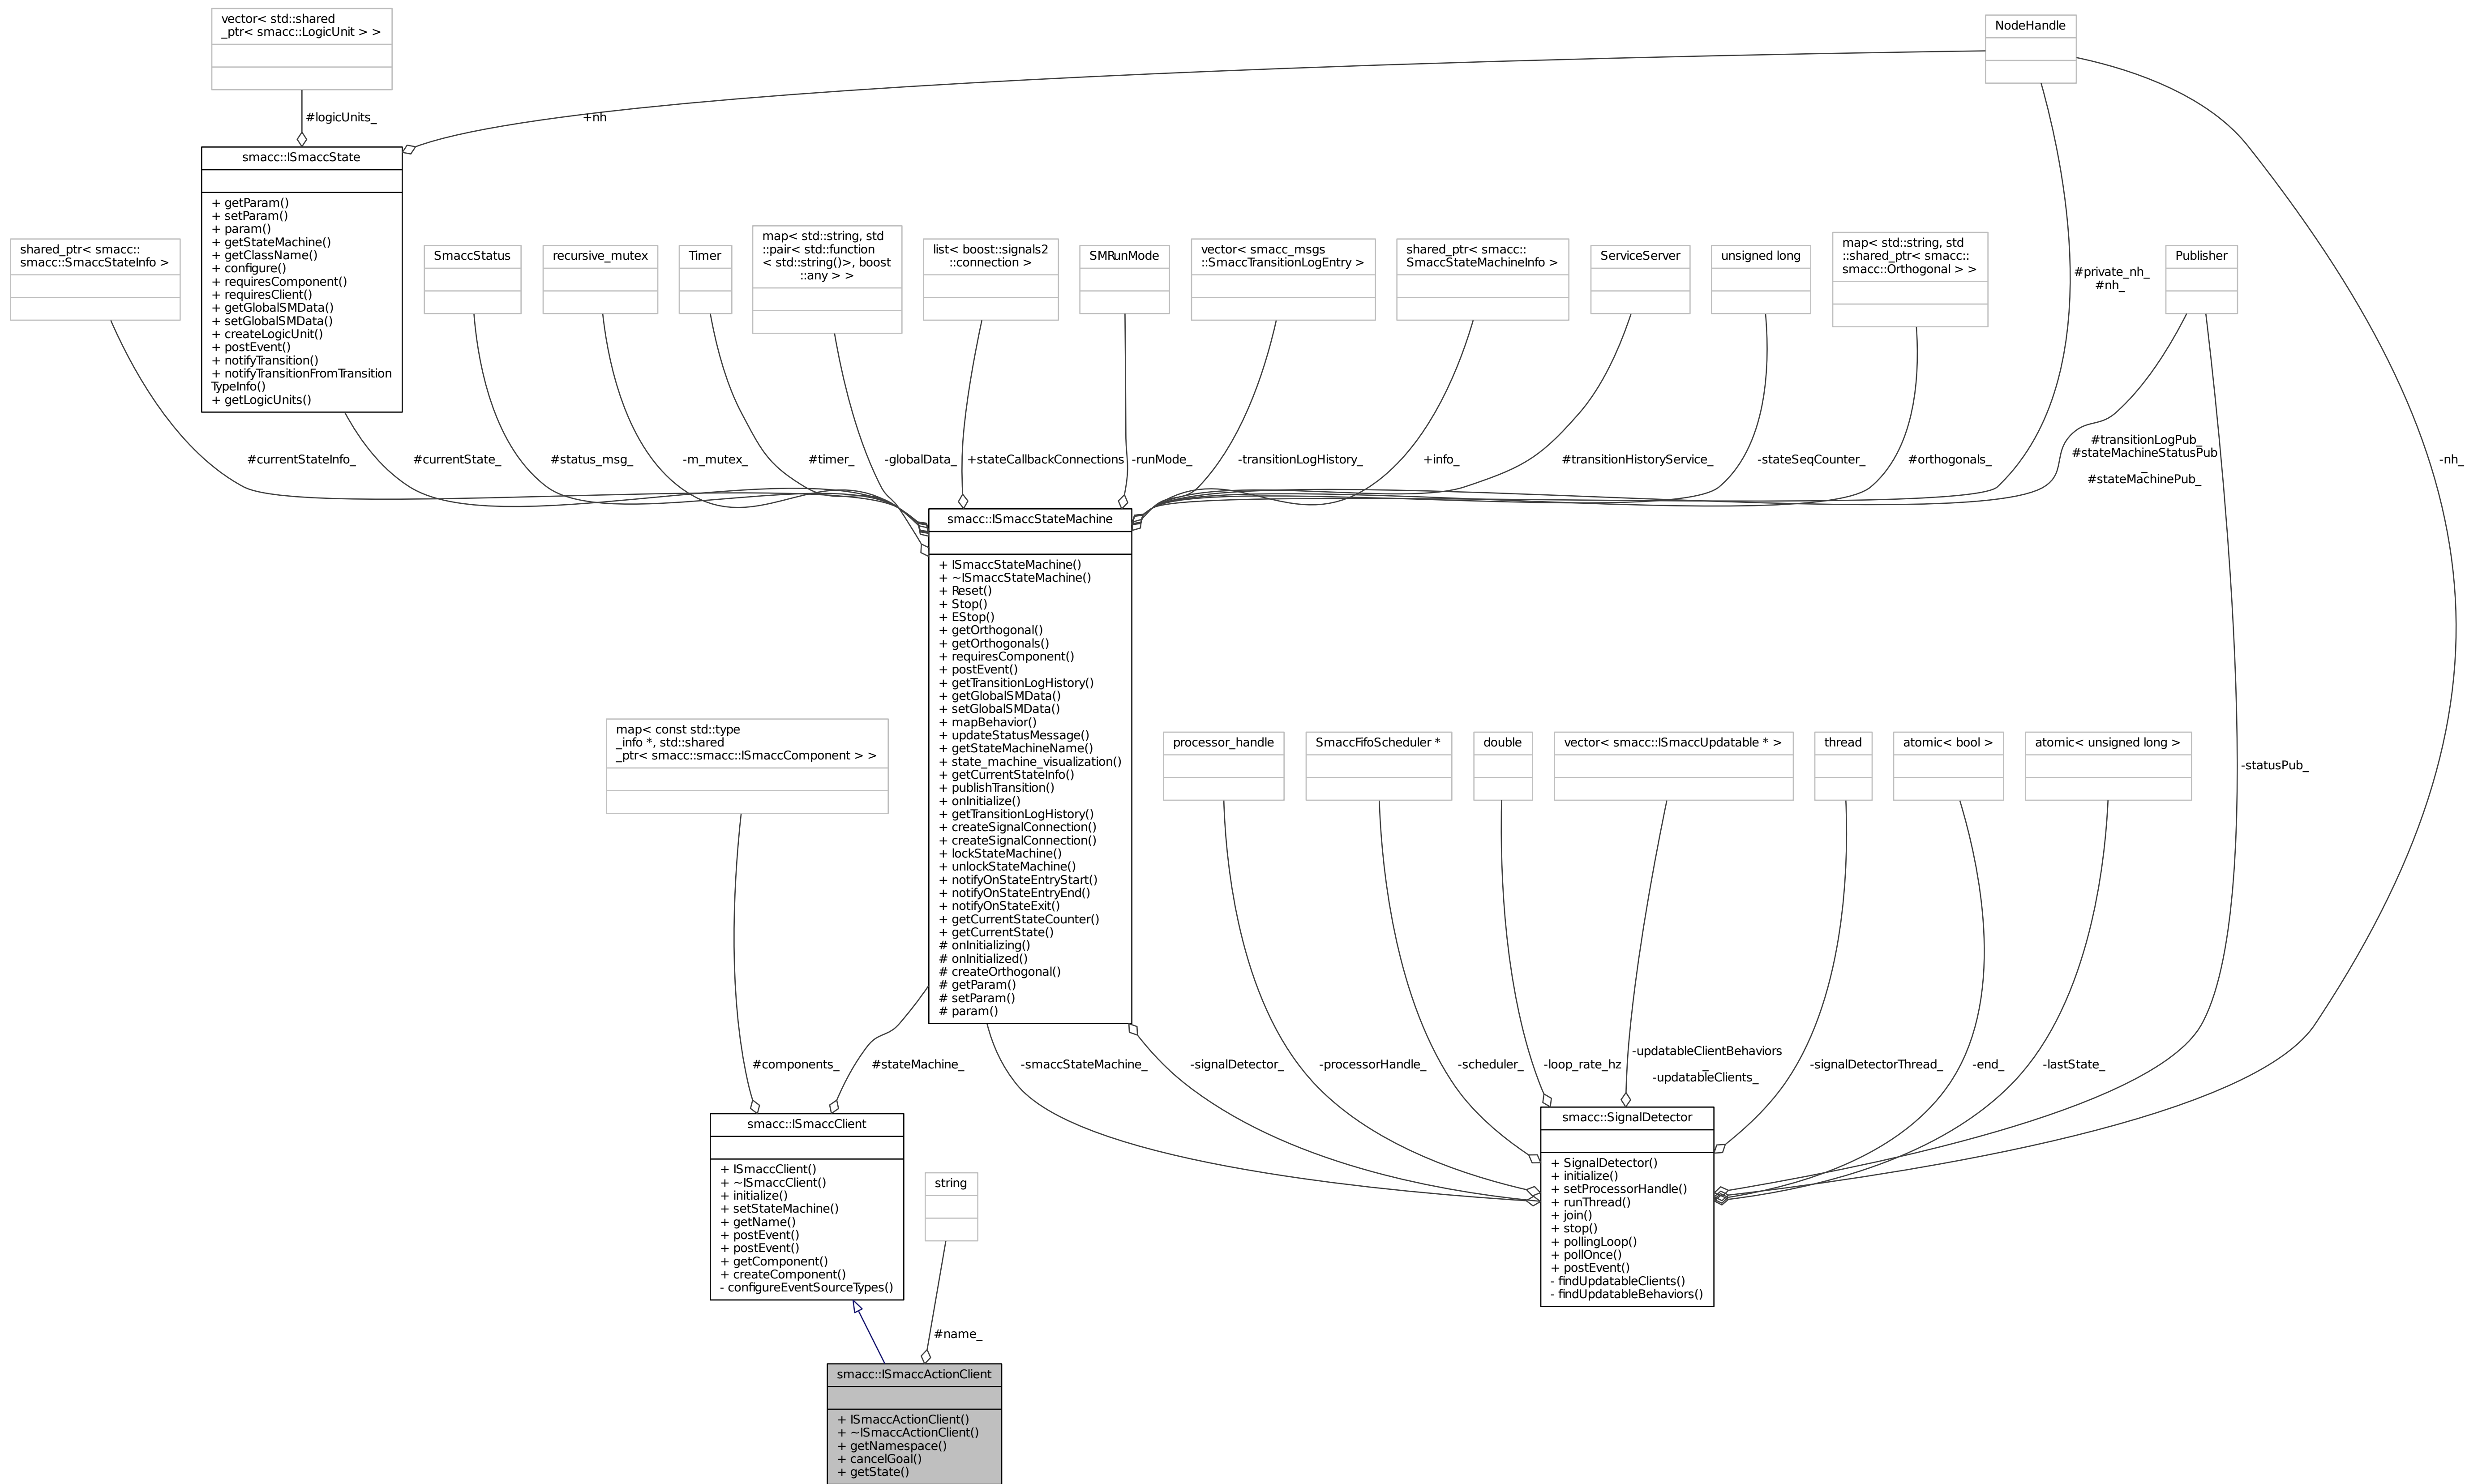 vector< std::shared
_ptr< smacc::LogicUnit > >
NodeHandle
#logicUnits_
+nh
smacc::ISmaccState
+ getParam()
+ setParam()
+ param()
+ getStateMachine()
+ getClassName()
+ configure()
+ requiresComponent()
+ requiresClient()
+ getGlobalSMData()
+ setGlobalSMData()
+ createLogicUnit()
+ postEvent()
+ notifyTransition()
+ notifyTransitionFromTransition
TypeInfo()
+ getLogicUnits()
shared_ptr< smacc::
smacc::SmaccStateInfo >
SmaccStatus
recursive_mutex
Timer
map< std::string, std
::pair< std::function
< std::string()>, boost
::any > >
list< boost::signals2
::connection >
SMRunMode
vector< smacc_msgs
::SmaccTransitionLogEntry >
shared_ptr< smacc::
SmaccStateMachineInfo >
ServiceServer
unsigned long
map< std::string, std
::shared_ptr< smacc::
smacc::Orthogonal > >
Publisher
#private_nh_
#nh_
#currentStateInfo_
#currentState_
#status_msg_
-m_mutex_
#timer_
-globalData_
+stateCallbackConnections
-runMode_
-transitionLogHistory_
+info_
#transitionHistoryService_
-stateSeqCounter_
#orthogonals_
#transitionLogPub_
#stateMachineStatusPub
_
#stateMachinePub_
-nh_
smacc::ISmaccStateMachine
+ ISmaccStateMachine()
+ ~ISmaccStateMachine()
+ Reset()
+ Stop()
+ EStop()
+ getOrthogonal()
+ getOrthogonals()
+ requiresComponent()
+ postEvent()
+ getTransitionLogHistory()
+ getGlobalSMData()
+ setGlobalSMData()
+ mapBehavior()
+ updateStatusMessage()
+ getStateMachineName()
+ state_machine_visualization()
+ getCurrentStateInfo()
+ publishTransition()
+ onInitialize()
+ getTransitionLogHistory()
+ createSignalConnection()
+ createSignalConnection()
+ lockStateMachine()
+ unlockStateMachine()
+ notifyOnStateEntryStart()
+ notifyOnStateEntryEnd()
+ notifyOnStateExit()
+ getCurrentStateCounter()
+ getCurrentState()
# onInitializing()
# onInitialized()
# createOrthogonal()
# getParam()
# setParam()
# param()
map< const std::type
_info *, std::shared
_ptr< smacc::smacc::ISmaccComponent > >
processor_handle
SmaccFifoScheduler *
double
vector< smacc::ISmaccUpdatable * >
thread
atomic< bool >
atomic< unsigned long >
-statusPub_
#components_
#stateMachine_
-smaccStateMachine_
-signalDetector_
-processorHandle_
-scheduler_
-loop_rate_hz
-updatableClientBehaviors
_
-updatableClients_
-signalDetectorThread_
-end_
-lastState_
smacc::ISmaccClient
+ ISmaccClient()
+ ~ISmaccClient()
+ initialize()
+ setStateMachine()
+ getName()
+ postEvent()
+ postEvent()
+ getComponent()
+ createComponent()
- configureEventSourceTypes()
string
smacc::SignalDetector
+ SignalDetector()
+ initialize()
+ setProcessorHandle()
+ runThread()
+ join()
+ stop()
+ pollingLoop()
+ pollOnce()
+ postEvent()
- findUpdatableClients()
- findUpdatableBehaviors()
#name_
smacc::ISmaccActionClient
+ ISmaccActionClient()
+ ~ISmaccActionClient()
+ getNamespace()
+ cancelGoal()
+ getState()